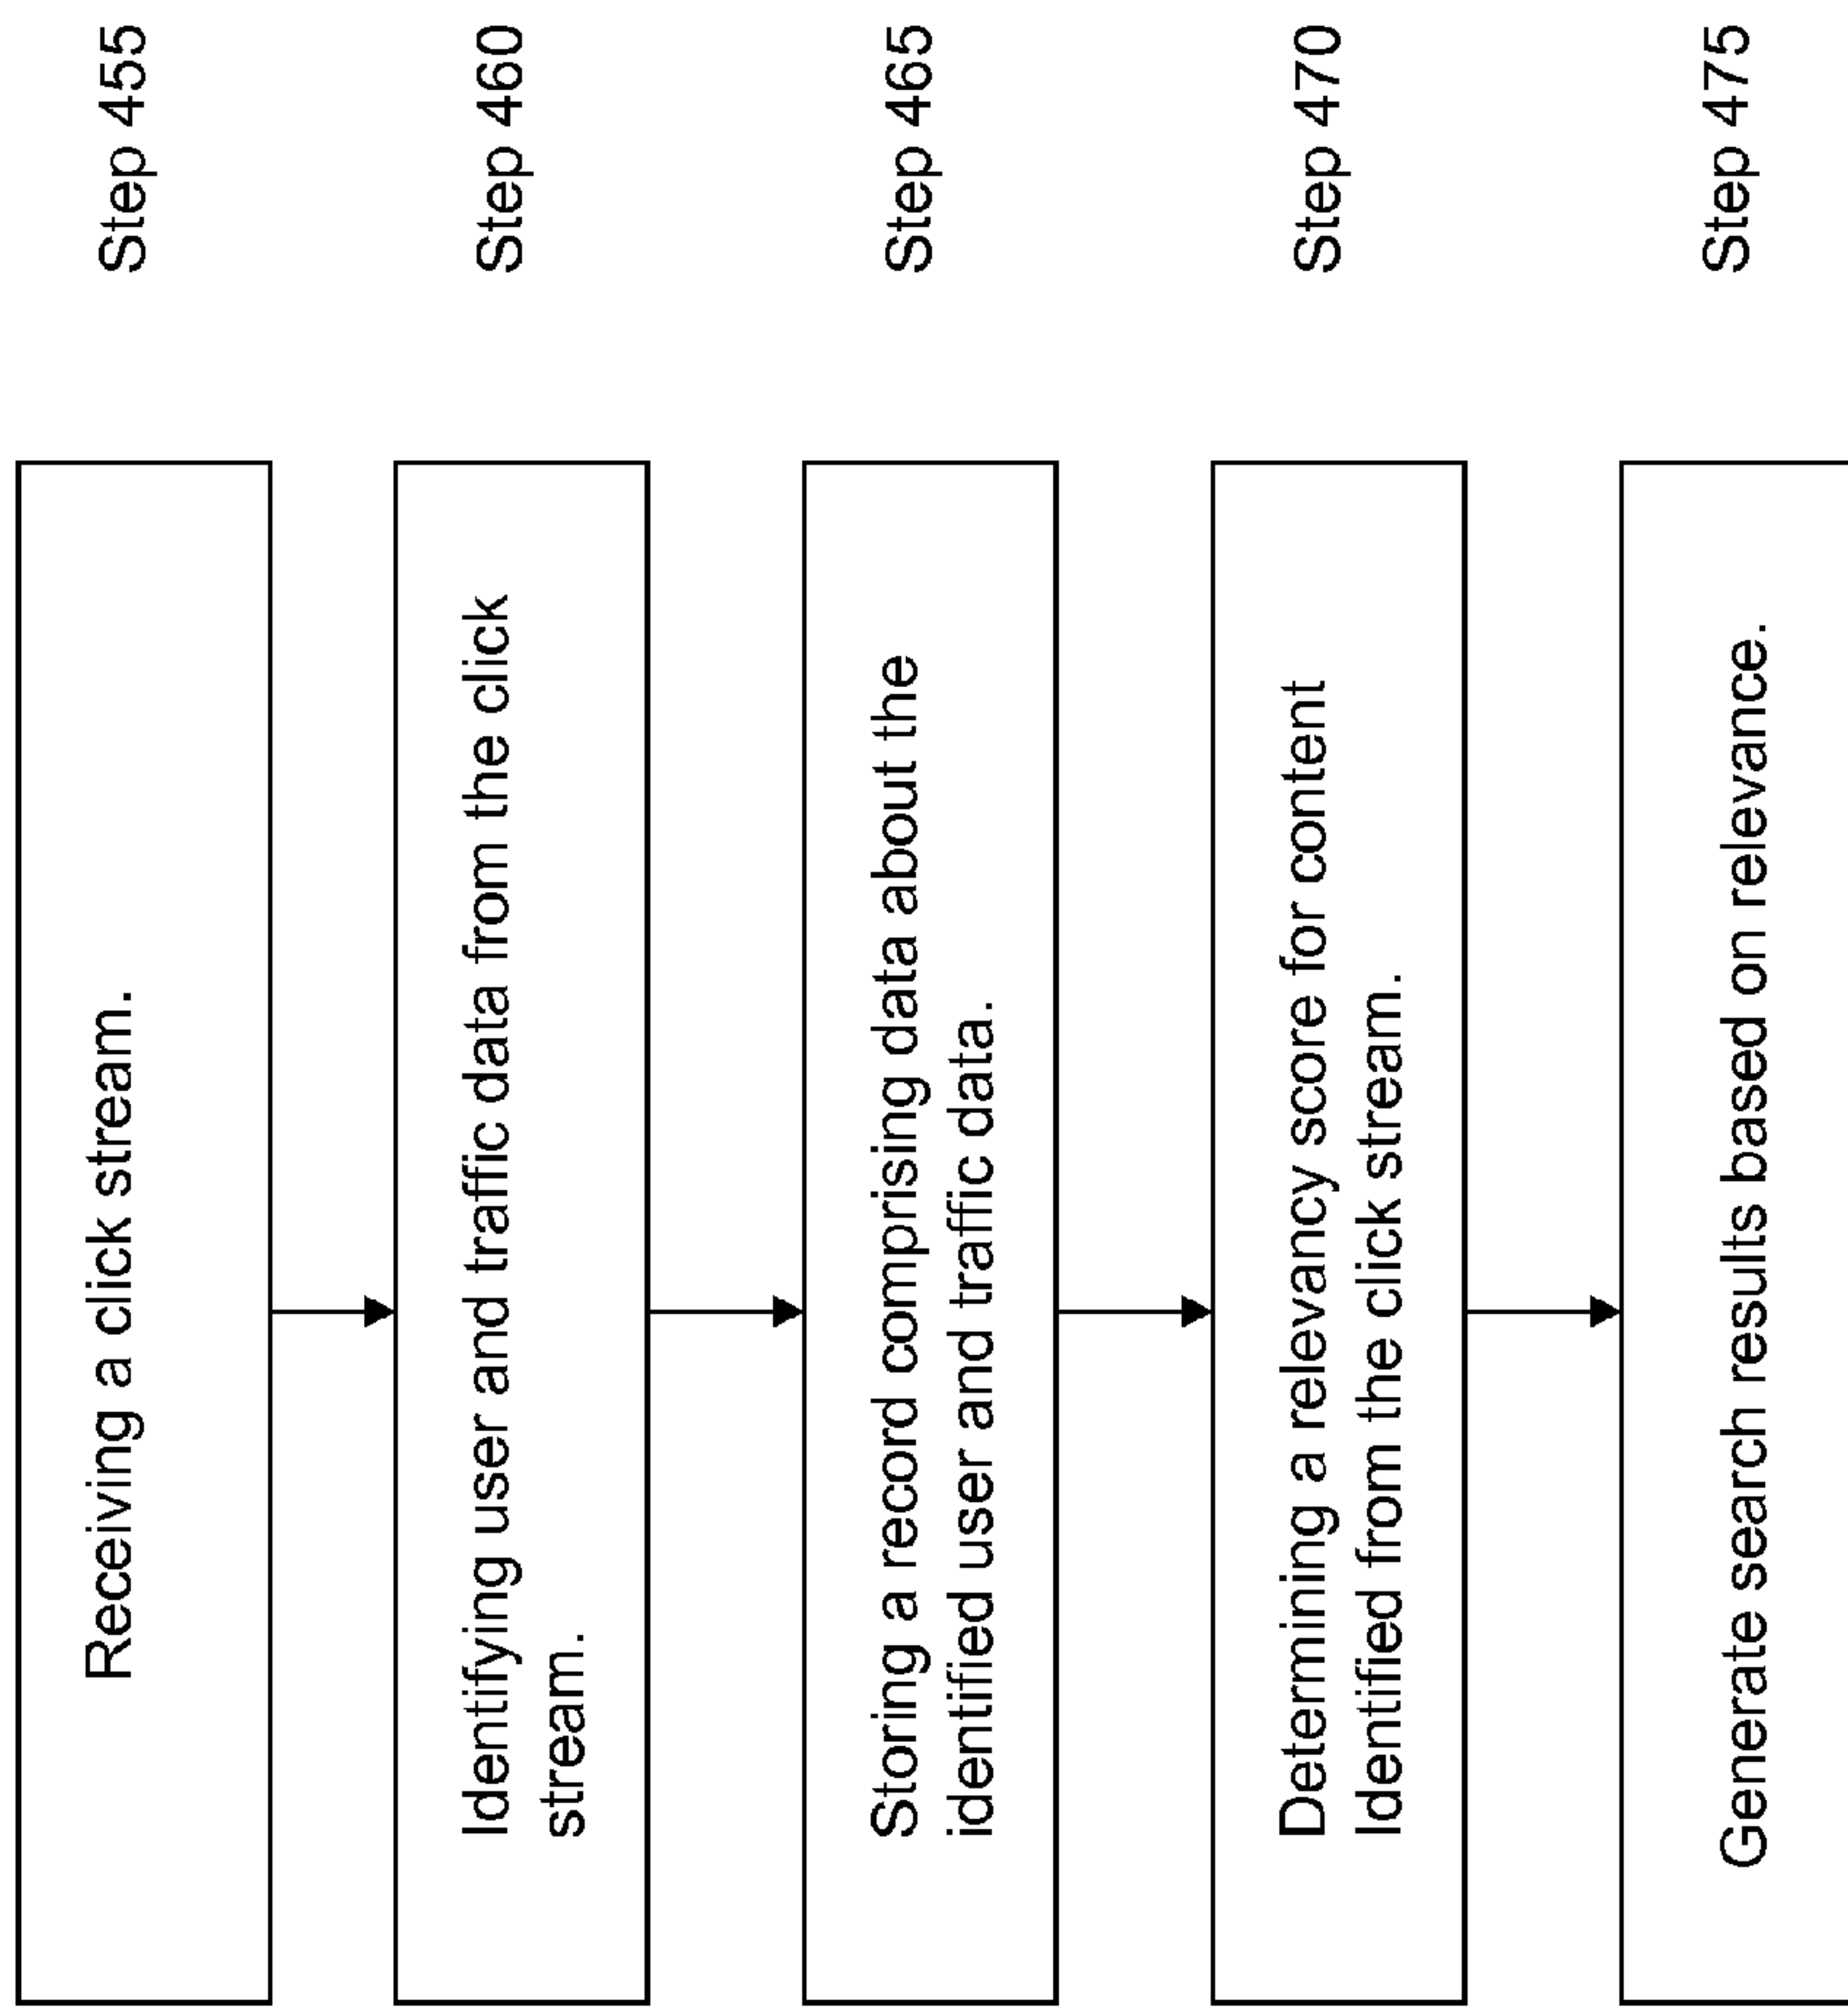 Receiving a click stream.
Step 455
Identifying user and traffic data from the click
stream.
Step 460
Storing a record comprising data about the
identified user and traffic data.
Step 465
Determining a relevancy score for content
Identified from the click stream.
Step 470
Generate search results based on relevance.
Step 475